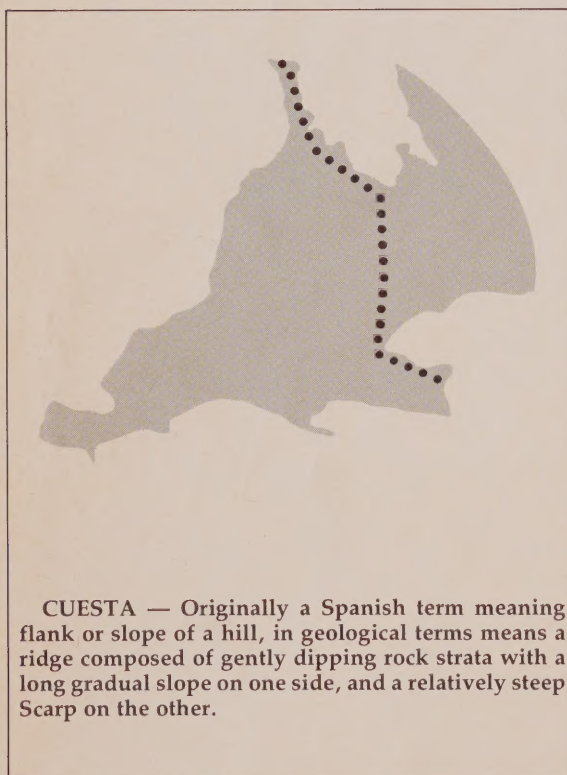 CUESTA — Originally a Spanish term meaning
flank or slope of a hill, in geological terms means a
ridge composed of gently dipping rock strata with a
long gradual slope on one side, and a relatively steep
Scarp on the other.